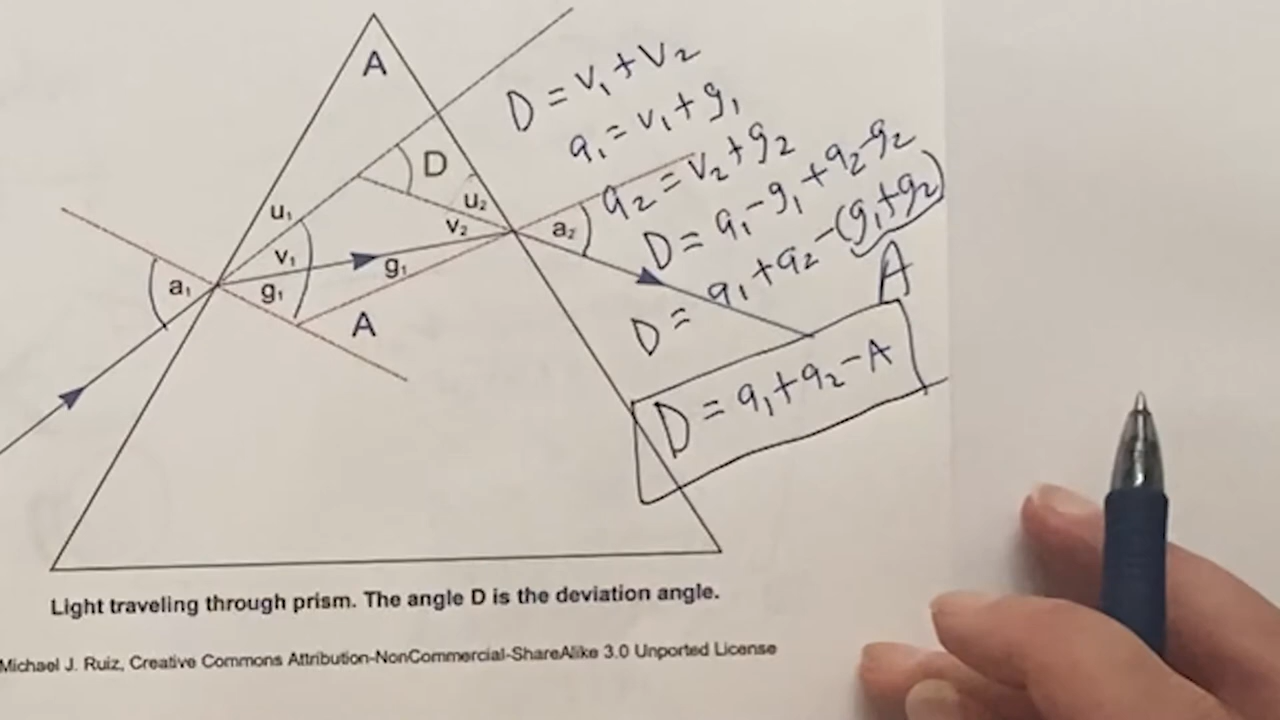 A
D = v₁ + v₂
a₁ = v₁ + g₁
D
a₂ = v₂ + g₂
u₁
u₂
D = a₁ - g₁ + a₂ - g₂
v₂
a₂
v₁
D = a₁ + a₂ - (g₁ + g₂)
g₁
a₁
g₁
A
A
D = a₁ + a₂ - A
Light traveling through prism. The angle D is the deviation angle.
Michael J. Ruiz, Creative Commons Attribution-NonCommercial-ShareAlike 3.0 Unported License